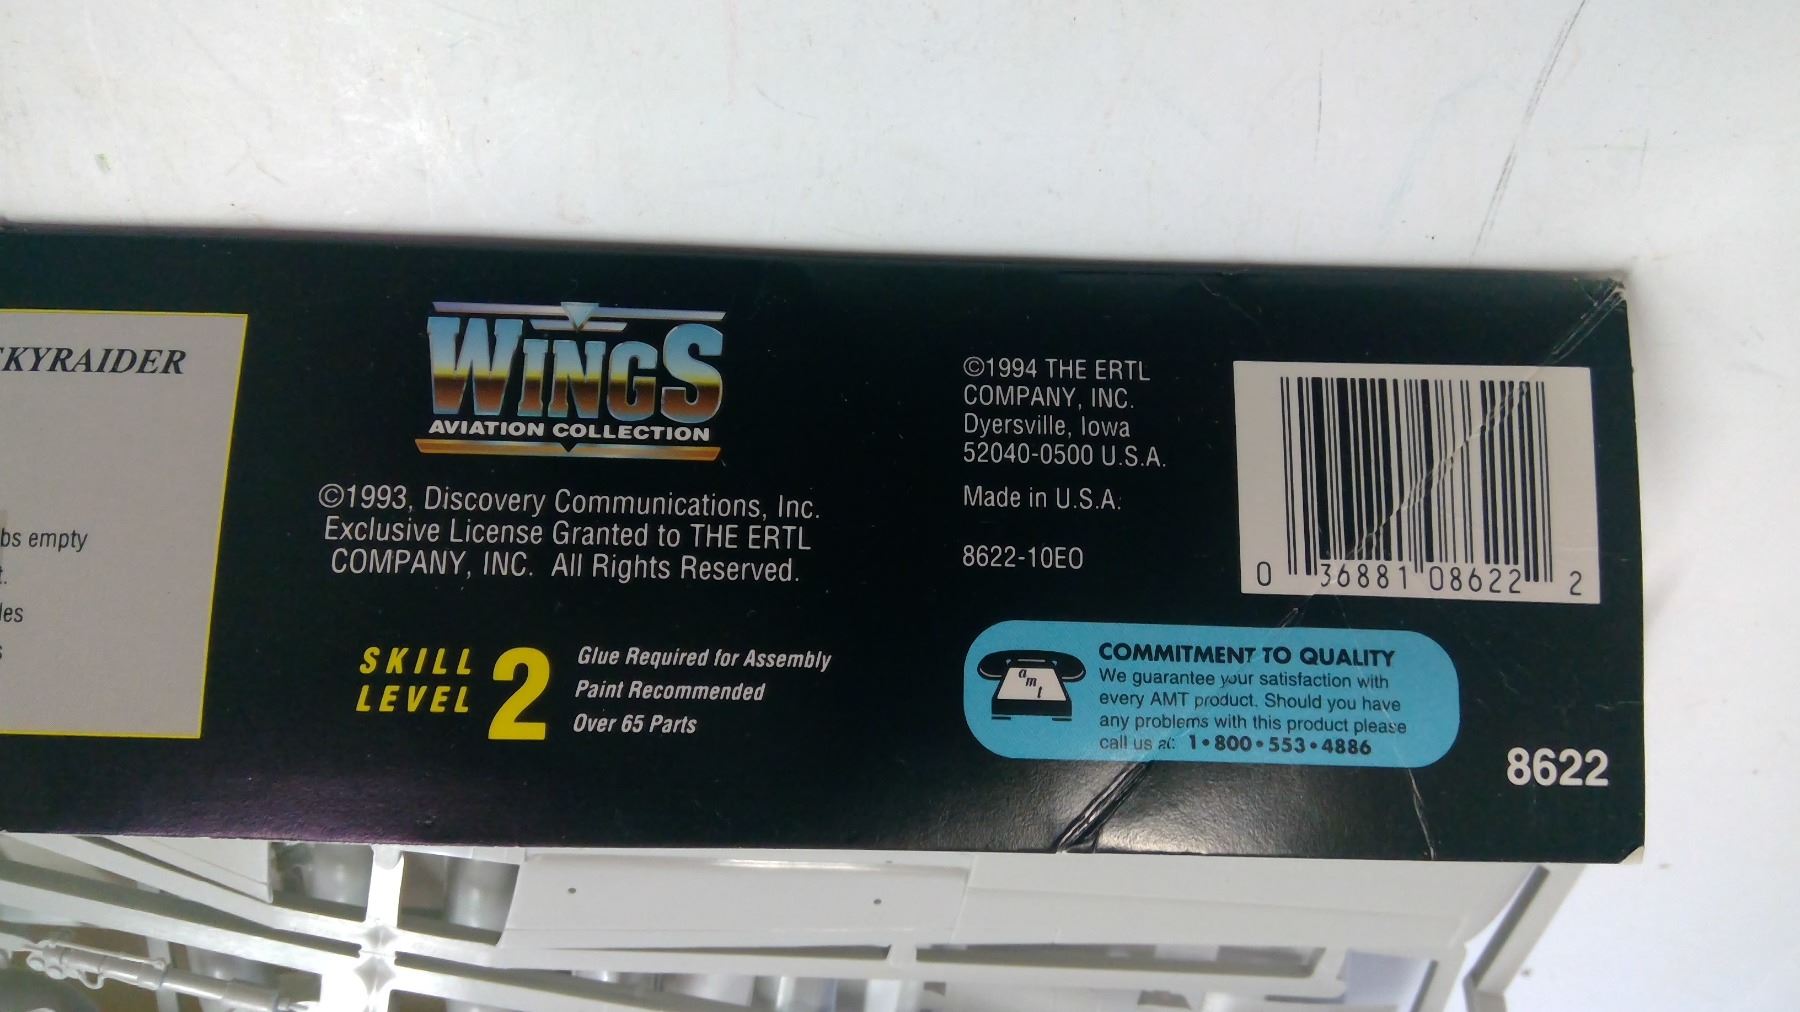 SKYRAIDER
bs empty
les
WINGS
AVIATION COLLECTION
©1993, Discovery Communications, Inc.
Exclusive License Granted to THE ERTL
COMPANY, INC. All Rights Reserved.
SKILL
LEVEL
2
Glue Required for Assembly
Paint Recommended
Over 65 Parts
©1994 THE ERTL
COMPANY, INC.
Dyersville, Iowa
52040-0500 U.S.A.
Made in U.S.A.
8622-10EO
0 36881 08622 2
amt
COMMITMENT TO QUALITY
We guarantee your satisfaction with
every AMT product. Should you have
any problems with this product please
call us at: 1•800•553•4886
8622